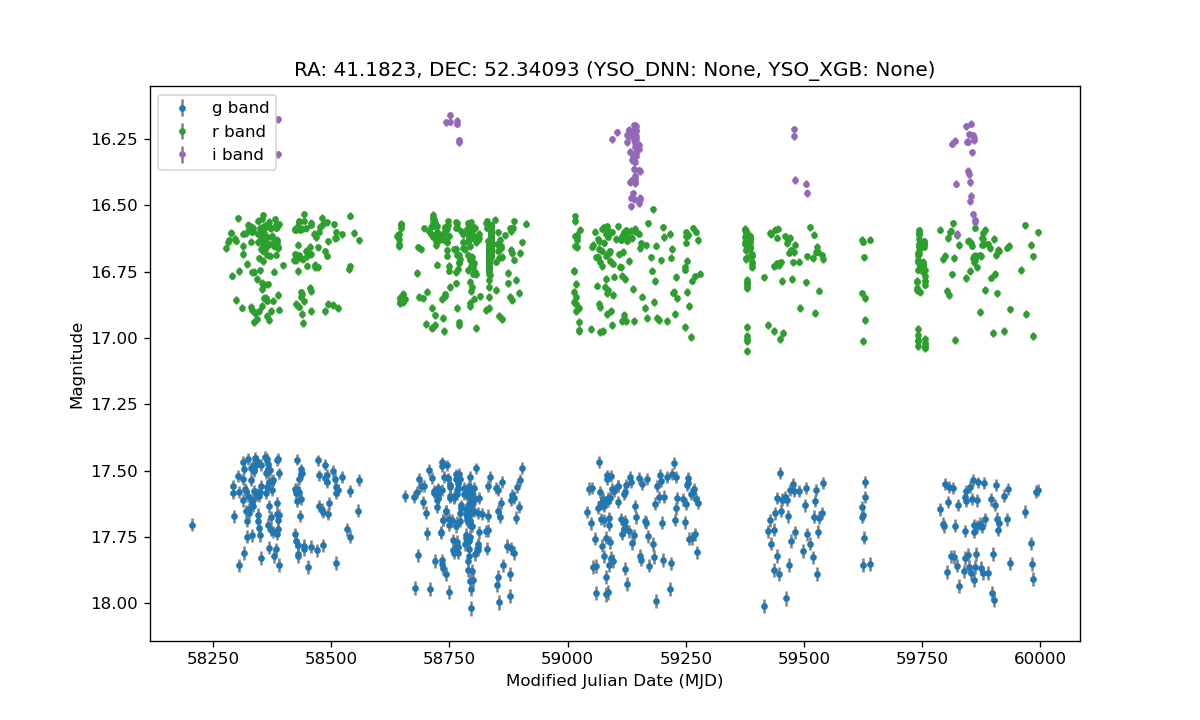 RA: 41.1823, DEC: 52.34093 (YSO_DNN: None, YSO_XGB: None)
g band
r band
i band
16.25
16.50
16.75
17.00
17.25
17.50
17.75
18.00
Magnitude
58250 58500 58750 59000 59250 59500 59750 60000
Modified Julian Date (MJD)